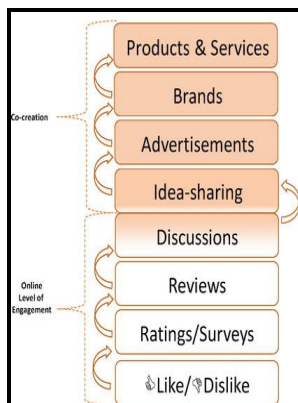 Products & Services
Brands
Co-creation
Advertisements
Idea-sharing
Discussions
Online
Level of
Engagement
Reviews
Ratings/Surveys
👍Like/👎Dislike